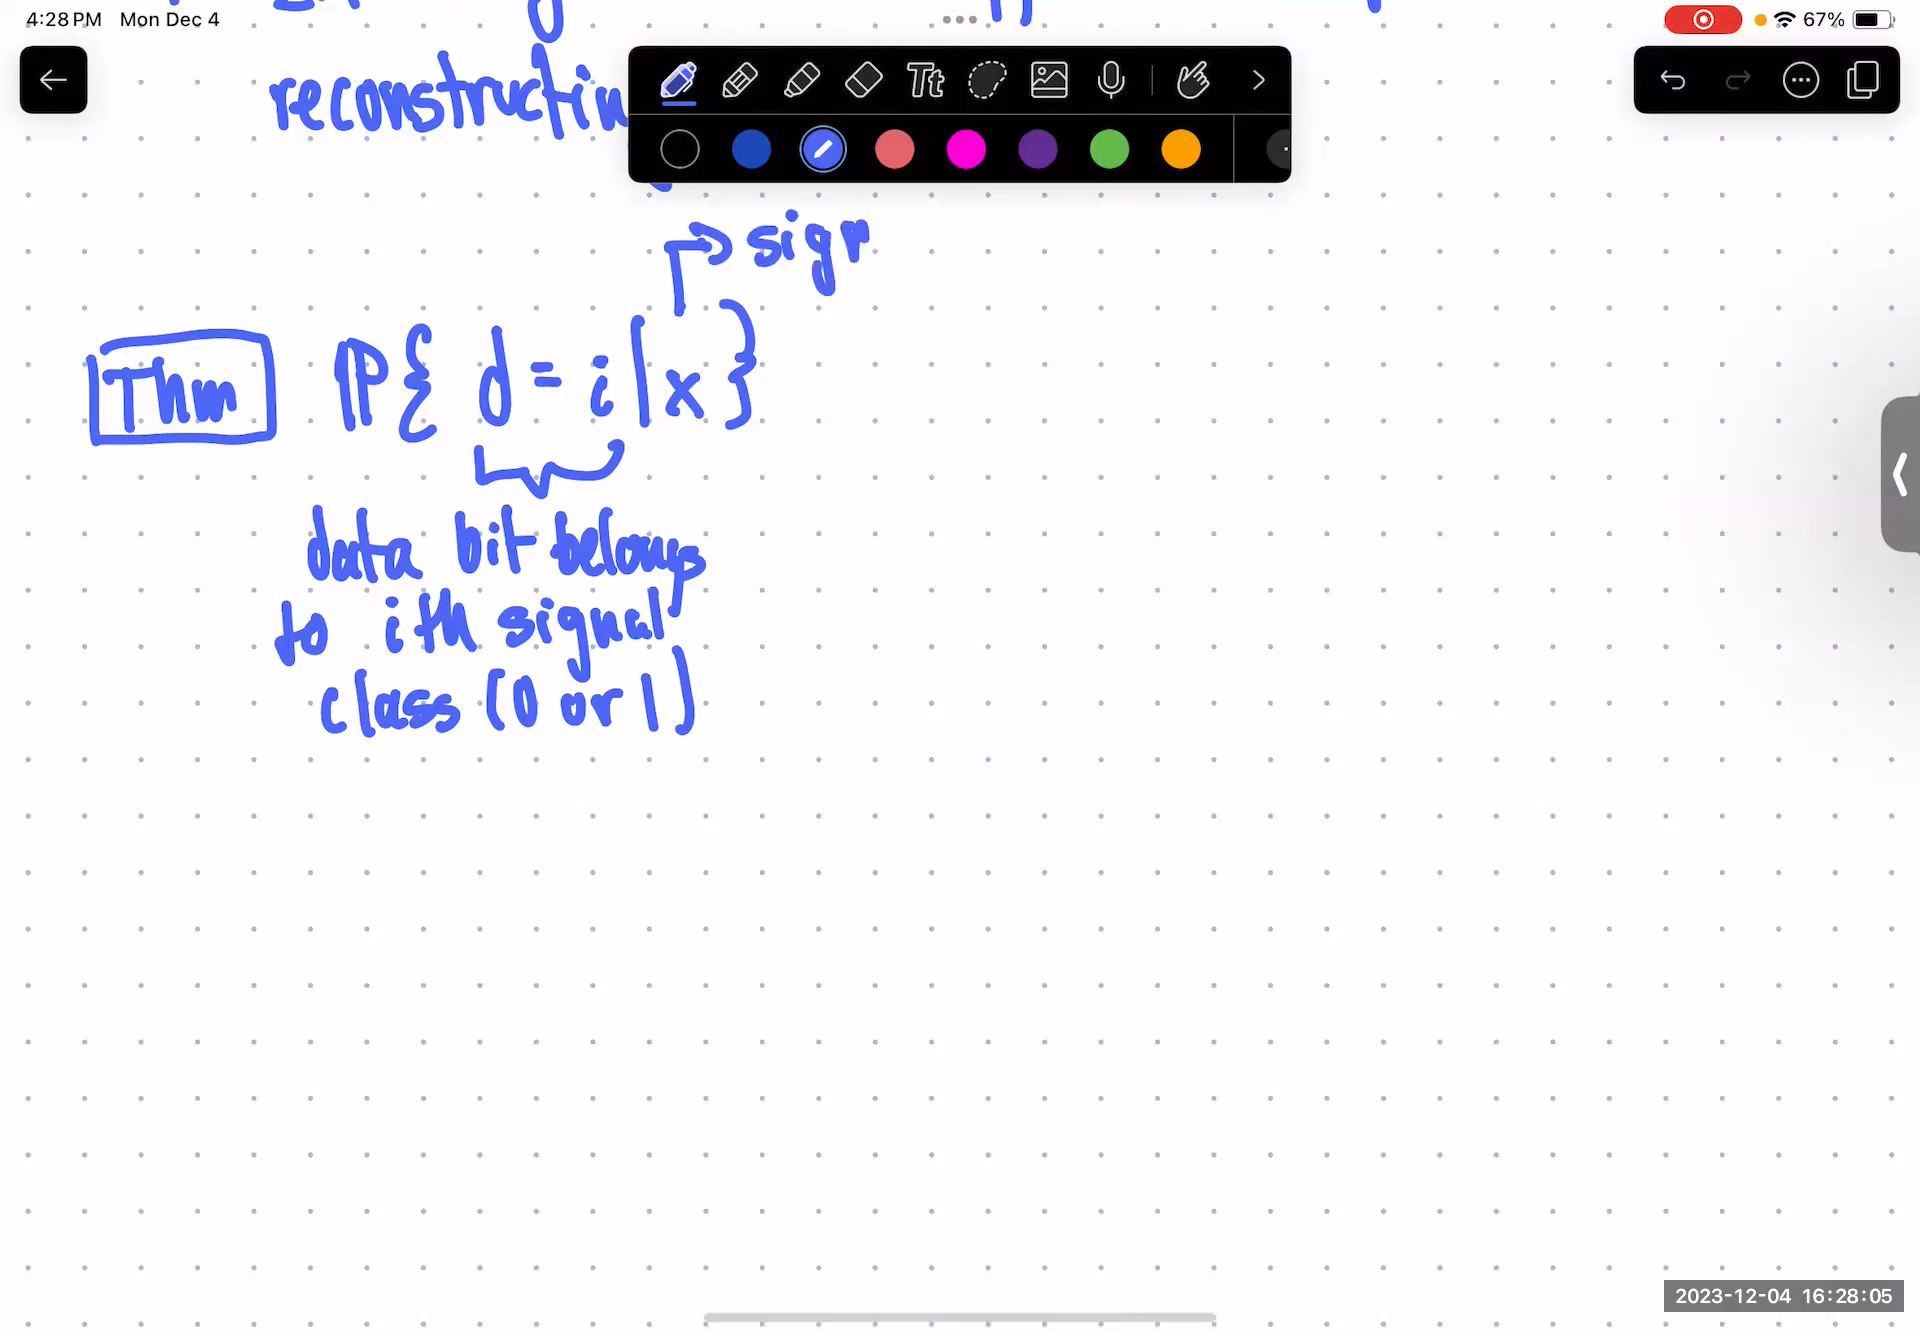 4:28 PM Mon Dec 4
67%
reconstructin
Tt
sign
Thm P{ d = i | x }
data bit belongs
to ith signal
class (0 or 1)
2023-12-04 16:28:05